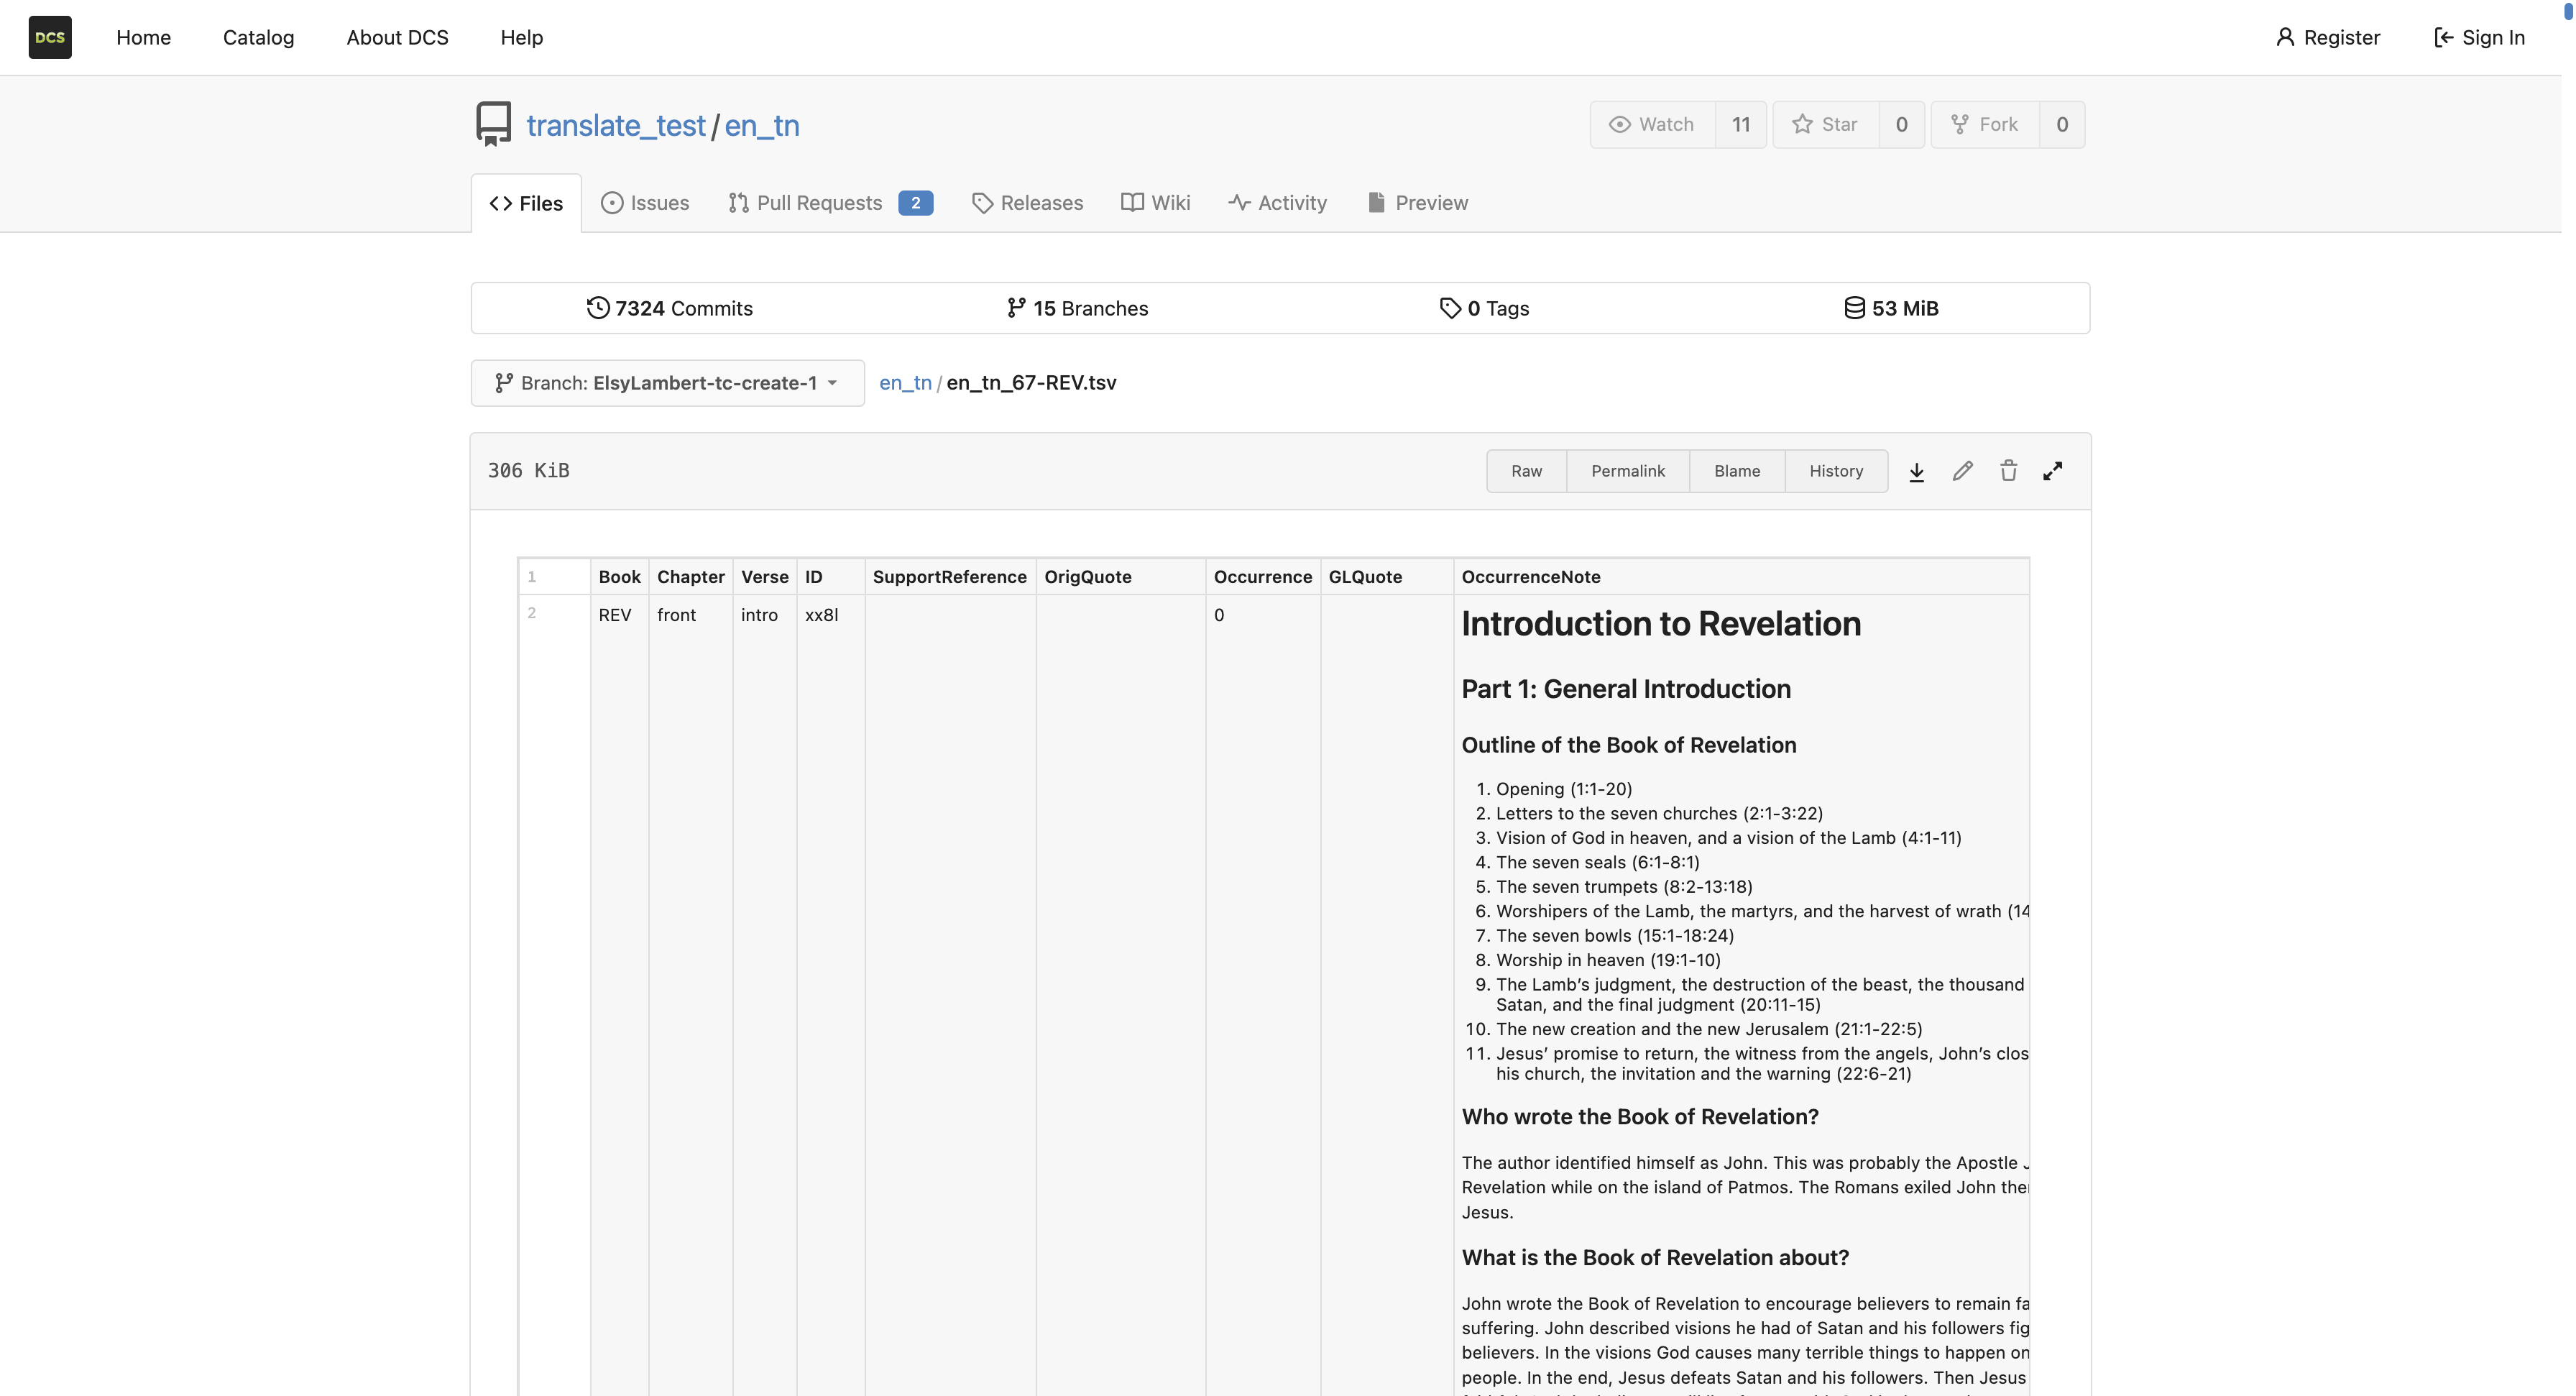 DCS Home Catalog About DCS Help Register Sign In
translate_test / en_tn Watch 11 Star 0 Fork 0
Files Issues Pull Requests 2 Releases Wiki Activity Preview
7324 Commits 15 Branches 0 Tags 53 MiB
Branch: ElsyLambert-tc-create-1 en_tn / en_tn_67-REV.tsv
306 KiB Raw Permalink Blame History
1 Book Chapter Verse ID SupportReference OrigQuote Occurrence GLQuote OccurrenceNote
2 REV front intro xx8l 0 Introduction to Revelation
Part 1: General Introduction
Outline of the Book of Revelation
1. Opening (1:1-20)
2. Letters to the seven churches (2:1-3:22)
3. Vision of God in heaven, and a vision of the Lamb (4:1-11)
4. The seven seals (6:1-8:1)
5. The seven trumpets (8:2-13:18)
6. Worshipers of the Lamb, the martyrs, and the harvest of wrath (14
7. The seven bowls (15:1-18:24)
8. Worship in heaven (19:1-10)
9. The Lamb’s judgment, the destruction of the beast, the thousand
Satan, and the final judgment (20:11-15)
10. The new creation and the new Jerusalem (21:1-22:5)
11. Jesus’ promise to return, the witness from the angels, John’s clos
his church, the invitation and the warning (22:6-21)
Who wrote the Book of Revelation?
The author identified himself as John. This was probably the Apostle
Revelation while on the island of Patmos. The Romans exiled John the
Jesus.
What is the Book of Revelation about?
John wrote the Book of Revelation to encourage believers to remain fa
suffering. John described visions he had of Satan and his followers fig
believers. In the visions God causes many terrible things to happen on
people. In the end, Jesus defeats Satan and his followers. Then Jesus